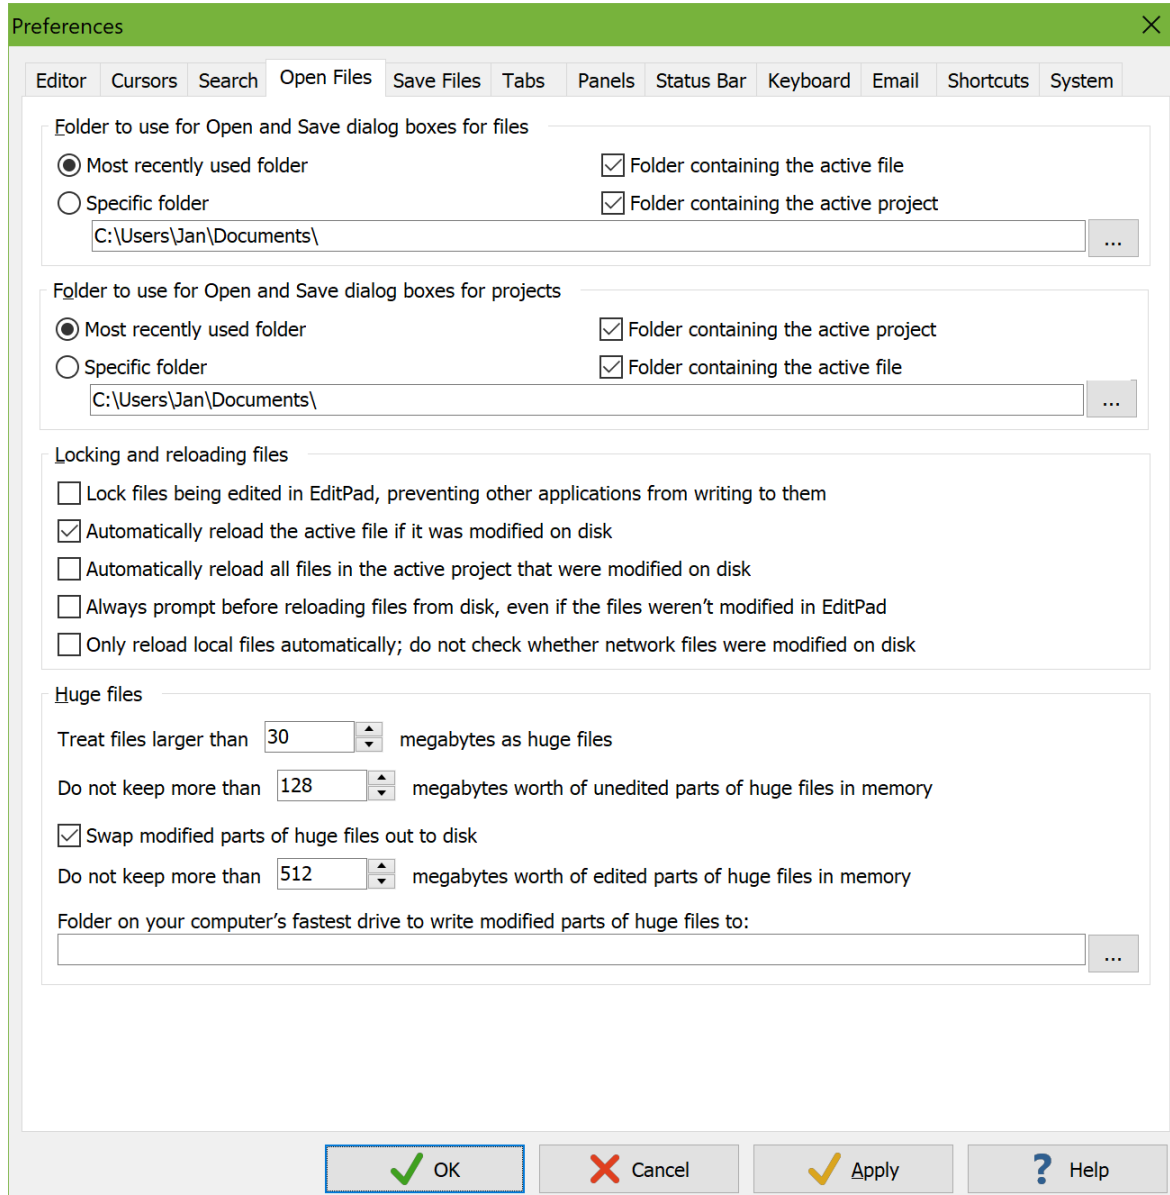 Preferences
Editor Cursors Search Open Files Save Files Tabs Panels Status Bar Keyboard Email Shortcuts System
Folder to use for Open and Save dialog boxes for files
Most recently used folder Folder containing the active file
Specific folder Folder containing the active project
C:\Users\Jan\Documents\ ...
Folder to use for Open and Save dialog boxes for projects
Most recently used folder Folder containing the active project
Specific folder Folder containing the active file
C:\Users\Jan\Documents\ ...
Locking and reloading files
Lock files being edited in EditPad, preventing other applications from writing to them
Automatically reload the active file if it was modified on disk
Automatically reload all files in the active project that were modified on disk
Always prompt before reloading files from disk, even if the files weren’t modified in EditPad
Only reload local files automatically; do not check whether network files were modified on disk
Huge files
Treat files larger than 30 megabytes as huge files
Do not keep more than 128 megabytes worth of unedited parts of huge files in memory
Swap modified parts of huge files out to disk
Do not keep more than 512 megabytes worth of edited parts of huge files in memory
Folder on your computer’s fastest drive to write modified parts of huge files to:
...
OK Cancel Apply ? Help